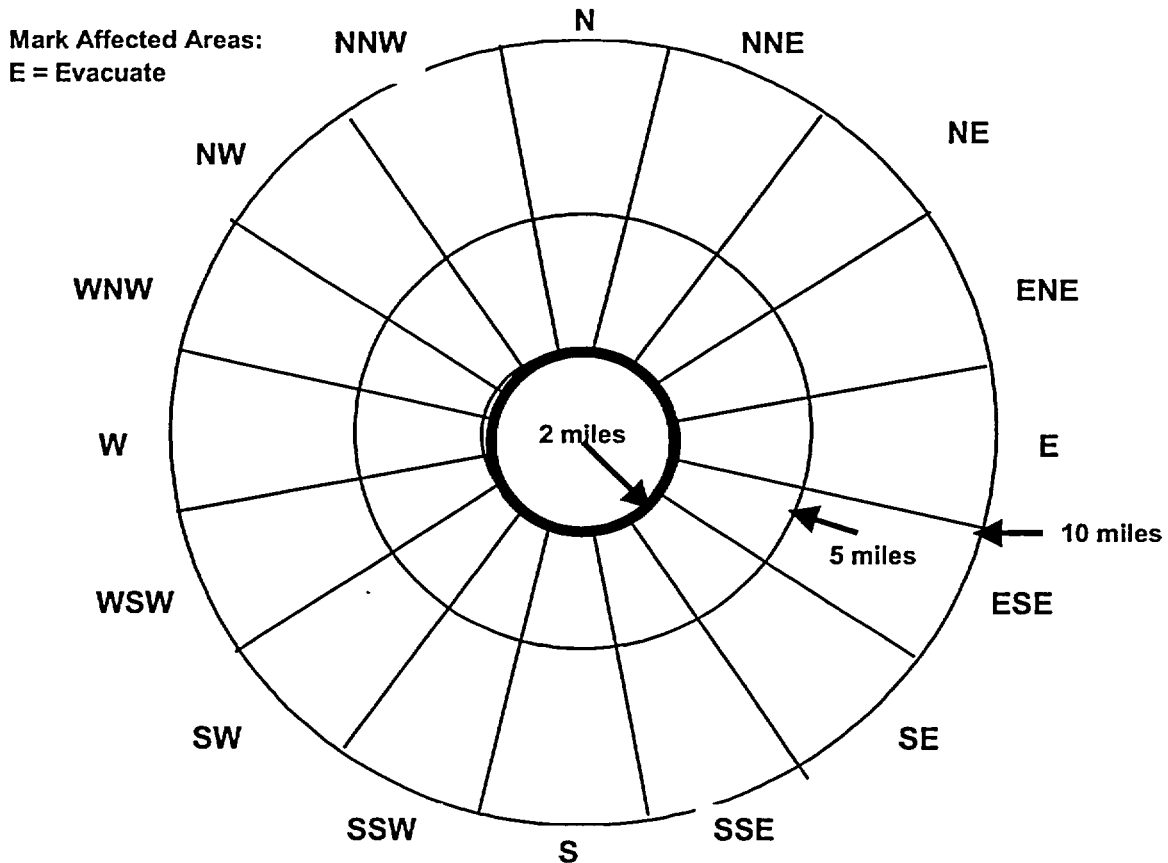 Mark Affected Areas:
E = Evacuate
N
NNW
NNE
NE
NW
WNW
ENE
2 miles
W
E
10 miles
5 miles
WSW
ESE
SW
SE
SSW
SSE
S